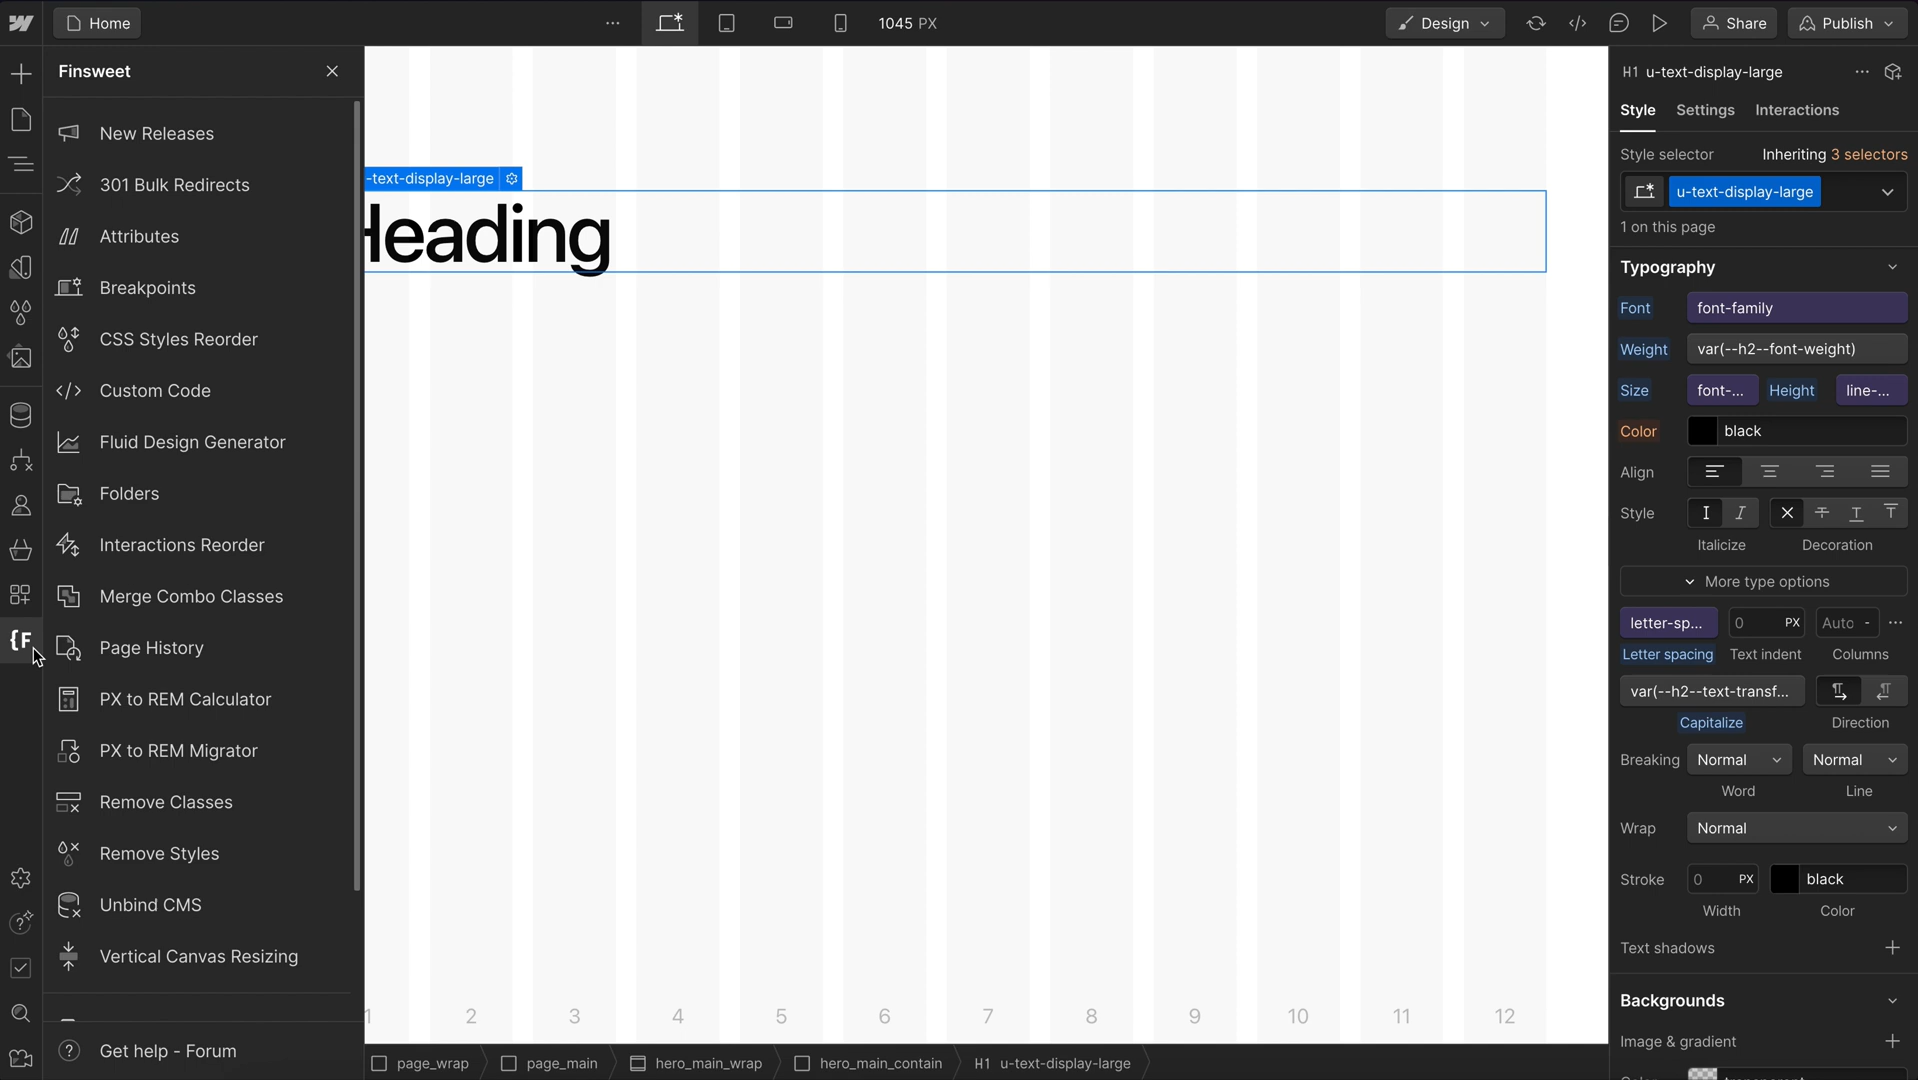 Home
...
1045 PX
Design
Share
Publish
Finsweet
New Releases
301 Bulk Redirects
Attributes
Breakpoints
CSS Styles Reorder
Custom Code
Fluid Design Generator
Folders
Interactions Reorder
Merge Combo Classes
Page History
PX to REM Calculator
PX to REM Migrator
Remove Classes
Remove Styles
Unbind CMS
Vertical Canvas Resizing
Get help - Forum
{F
-text-display-large
Heading
1 2 3 4 5 6 7 8 9 10 11 12
page_wrap
page_main
hero_main_wrap
hero_main_contain
H1 u-text-display-large
H1 u-text-display-large
Style Settings Interactions
Style selector Inheriting 3 selectors
u-text-display-large
1 on this page
Typography
Font font-family
Weight var(--h2--font-weight)
Size font-... Height line-...
Color black
Align
Style
Italicize Decoration
More type options
letter-sp... 0 PX Auto -
Letter spacing Text indent Columns
var(--h2--text-transf...
Capitalize Direction
Breaking Normal Normal
Word Line
Wrap Normal
Stroke 0 PX black
Width Color
Text shadows
Backgrounds
Image & gradient